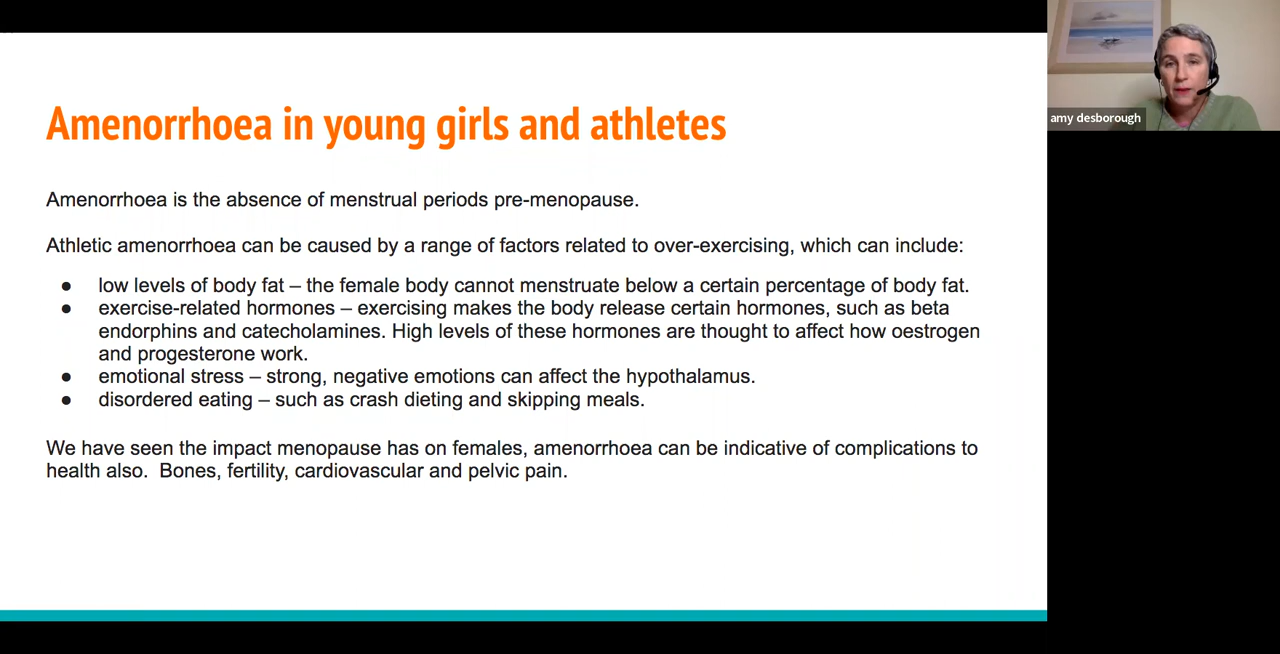 Amenorrhoea in young girls and athletes
Amenorrhoea is the absence of menstrual periods pre-menopause.
Athletic amenorrhoea can be caused by a range of factors related to over-exercising, which can include:
● low levels of body fat – the female body cannot menstruate below a certain percentage of body fat.
● exercise-related hormones – exercising makes the body release certain hormones, such as beta
endorphins and catecholamines. High levels of these hormones are thought to affect how oestrogen
and progesterone work.
● emotional stress – strong, negative emotions can affect the hypothalamus.
● disordered eating – such as crash dieting and skipping meals.
We have seen the impact menopause has on females, amenorrhoea can be indicative of complications to
health also.  Bones, fertility, cardiovascular and pelvic pain.
amy desborough